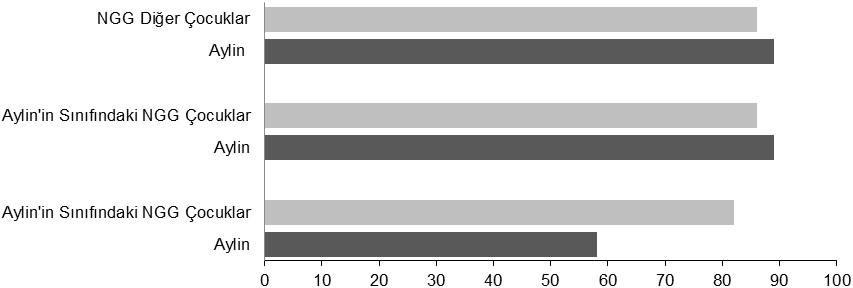 NGG Diğer Çocuklar
Aylin
Aylin'in Sınıfındaki NGG Çocuklar
Aylin
Aylin'in Sınıfındaki NGG Çocuklar
Aylin
0 10 20 30 40 50 60 70 80 90 100